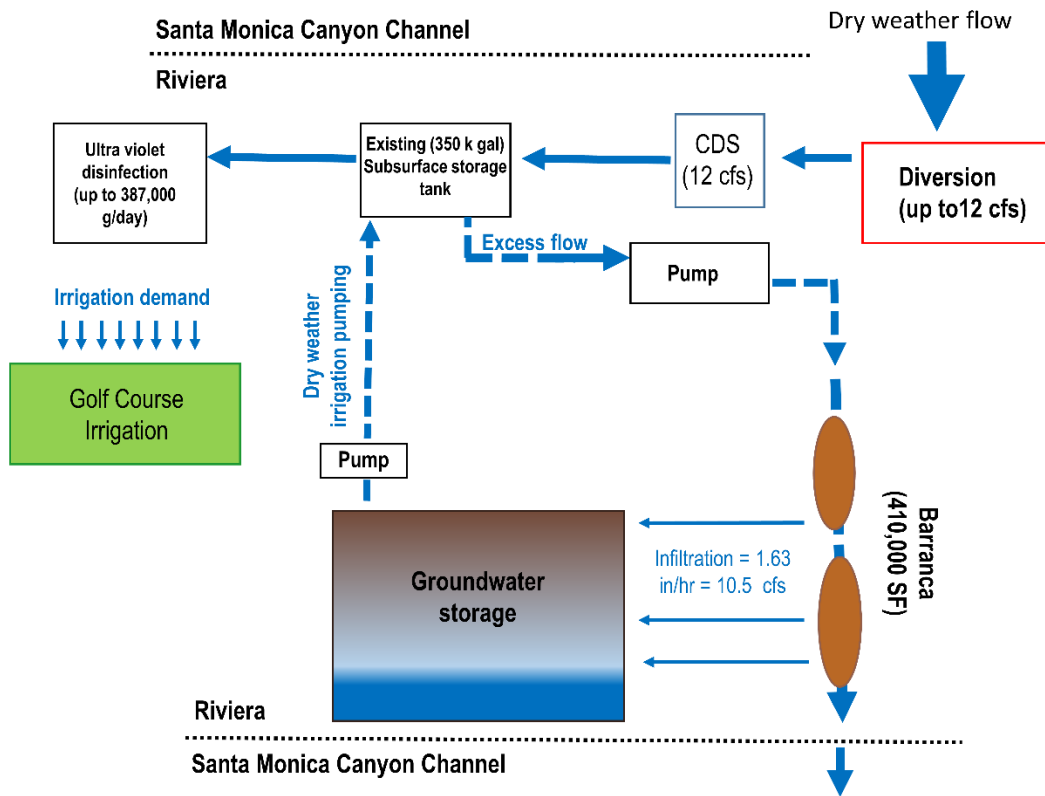 Santa Monica Canyon Channel
Dry weather flow
Riviera
Ultra violet
disinfection
(up to 387,000
g/day)
Existing (350 k gal)
Subsurface storage
tank
CDS
(12 cfs)
Diversion
(up to12 cfs)
Excess flow
Pump
Irrigation demand
Dry weather
irrigation pumping
Golf Course
Irrigation
Pump
Barranca
(410,000 SF)
Infiltration = 1.63
in/hr = 10.5 cfs
Groundwater
storage
Riviera
Santa Monica Canyon Channel